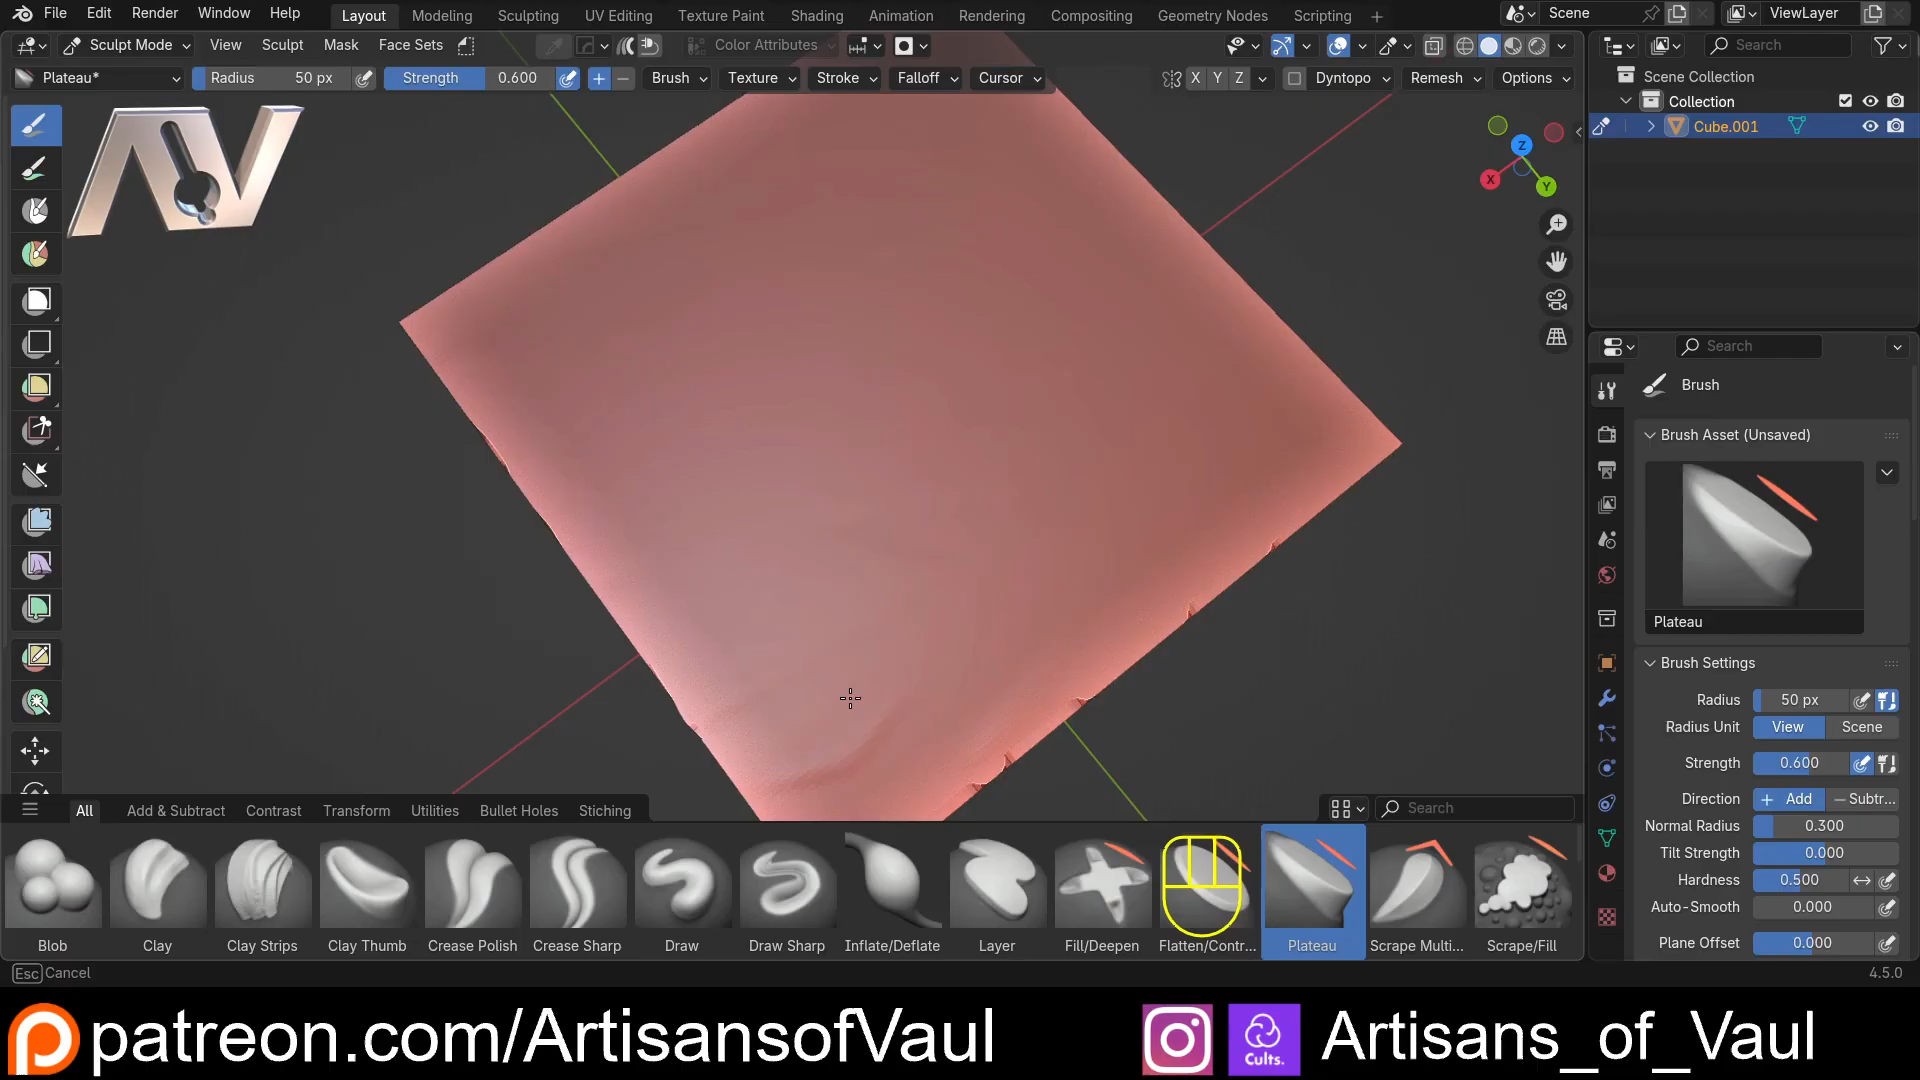 File Edit Render Window Help Layout Modeling Sculpting UV Editing Texture Paint Shading Animation Rendering Compositing Geometry Nodes Scripting + Scene ViewLayer
Sculpt Mode View Sculpt Mask Face Sets Color Attributes Search
Plateau* Radius 50 px Strength 0.600 + − Brush Texture Stroke Falloff Cursor X Y Z Dyntopo Remesh Options
Scene Collection
Collection
Cube.001
AV
Z
X
Y
Search
Brush
Brush Asset (Unsaved)
Plateau
Brush Settings
Radius 50 px
Radius Unit View Scene
Strength 0.600
Direction + Add − Subtr...
Normal Radius 0.300
Tilt Strength 0.000
Hardness 0.500
Auto-Smooth 0.000
Plane Offset 0.000
All Add & Subtract Contrast Transform Utilities Bullet Holes Stiching Search
Blob Clay Clay Strips Clay Thumb Crease Polish Crease Sharp Draw Draw Sharp Inflate/Deflate Layer Fill/Deepen Flatten/Contr... Plateau Scrape Multi... Scrape/Fill
Esc Cancel 4.5.0
patreon.com/ArtisansofVaul Cults. Artisans_of_Vaul